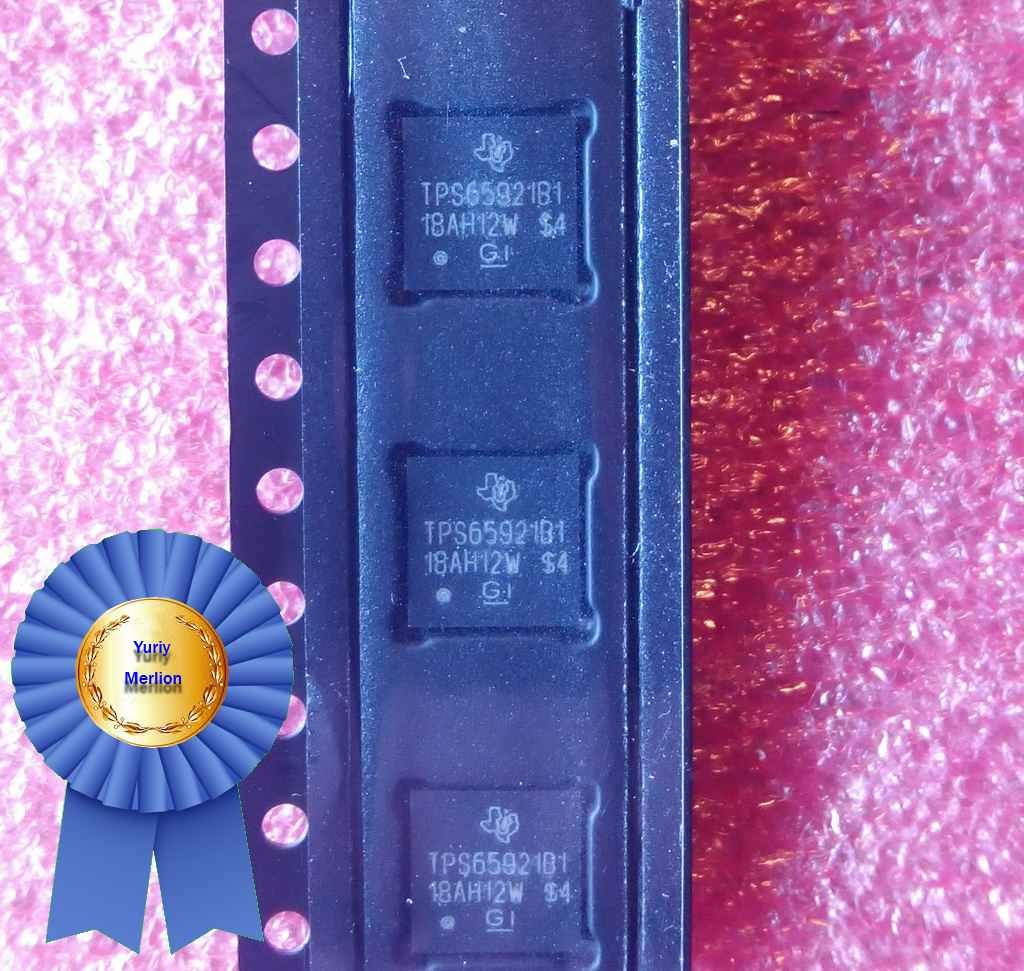 TPS65921B1
18AH12W $4
G1
TPS65921B1
18AH12W $4
G1
Yuriy
Merlion
TPS65921B1
18AH12W $4
G1